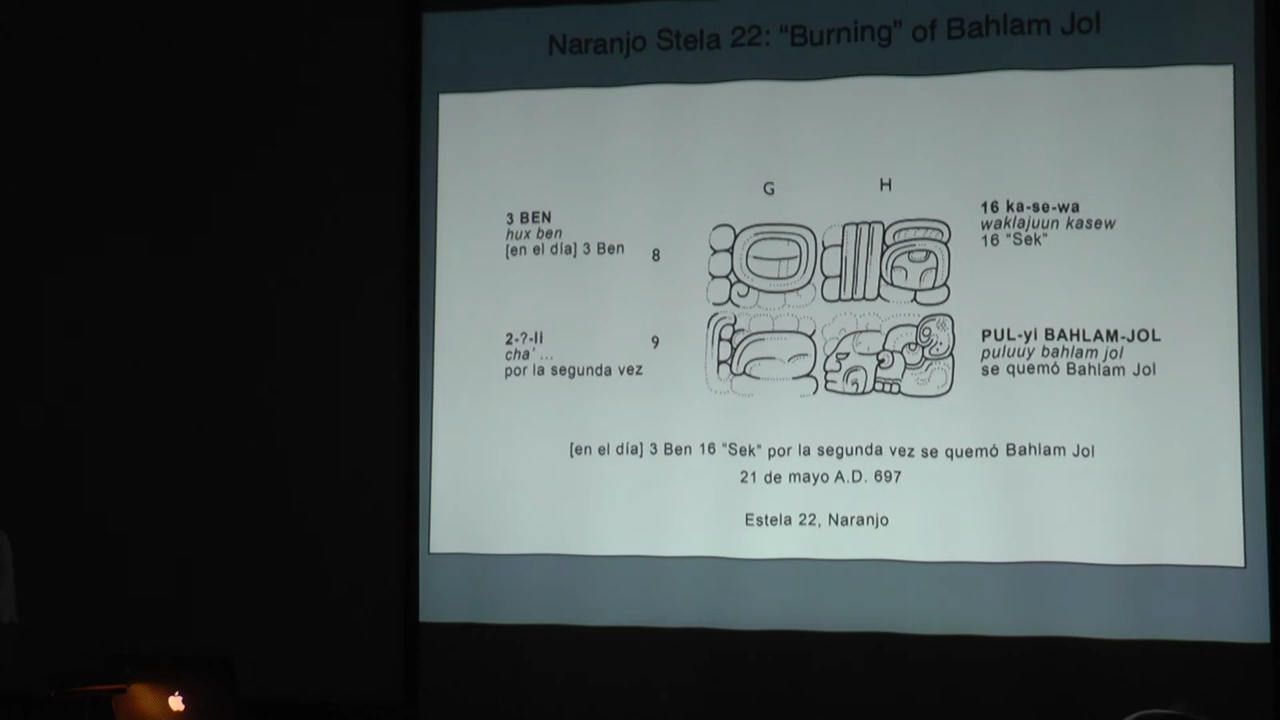 Naranjo Stela 22: “Burning” of Bahlam Jol
G
H
3 BEN
hux ben
[en el día] 3 Ben
8
16 ka-se-wa
waklajuun kasew
16 "Sek"
2-?-li
cha' ...
por la segunda vez
9
PUL-yi BAHLAM-JOL
puluuy bahlam jol
se quemó Bahlam Jol
[en el día] 3 Ben 16 "Sek" por la segunda vez se quemó Bahlam Jol
21 de mayo A.D. 697
Estela 22, Naranjo